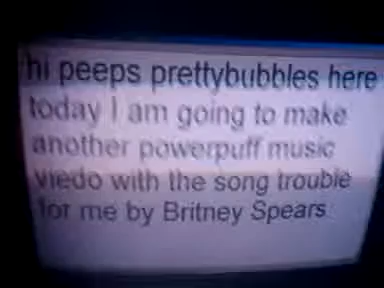 hi peeps prettybubbles here
today I am going to make
another powerpuff music
viedo with the song trouble
for me by Britney Spears